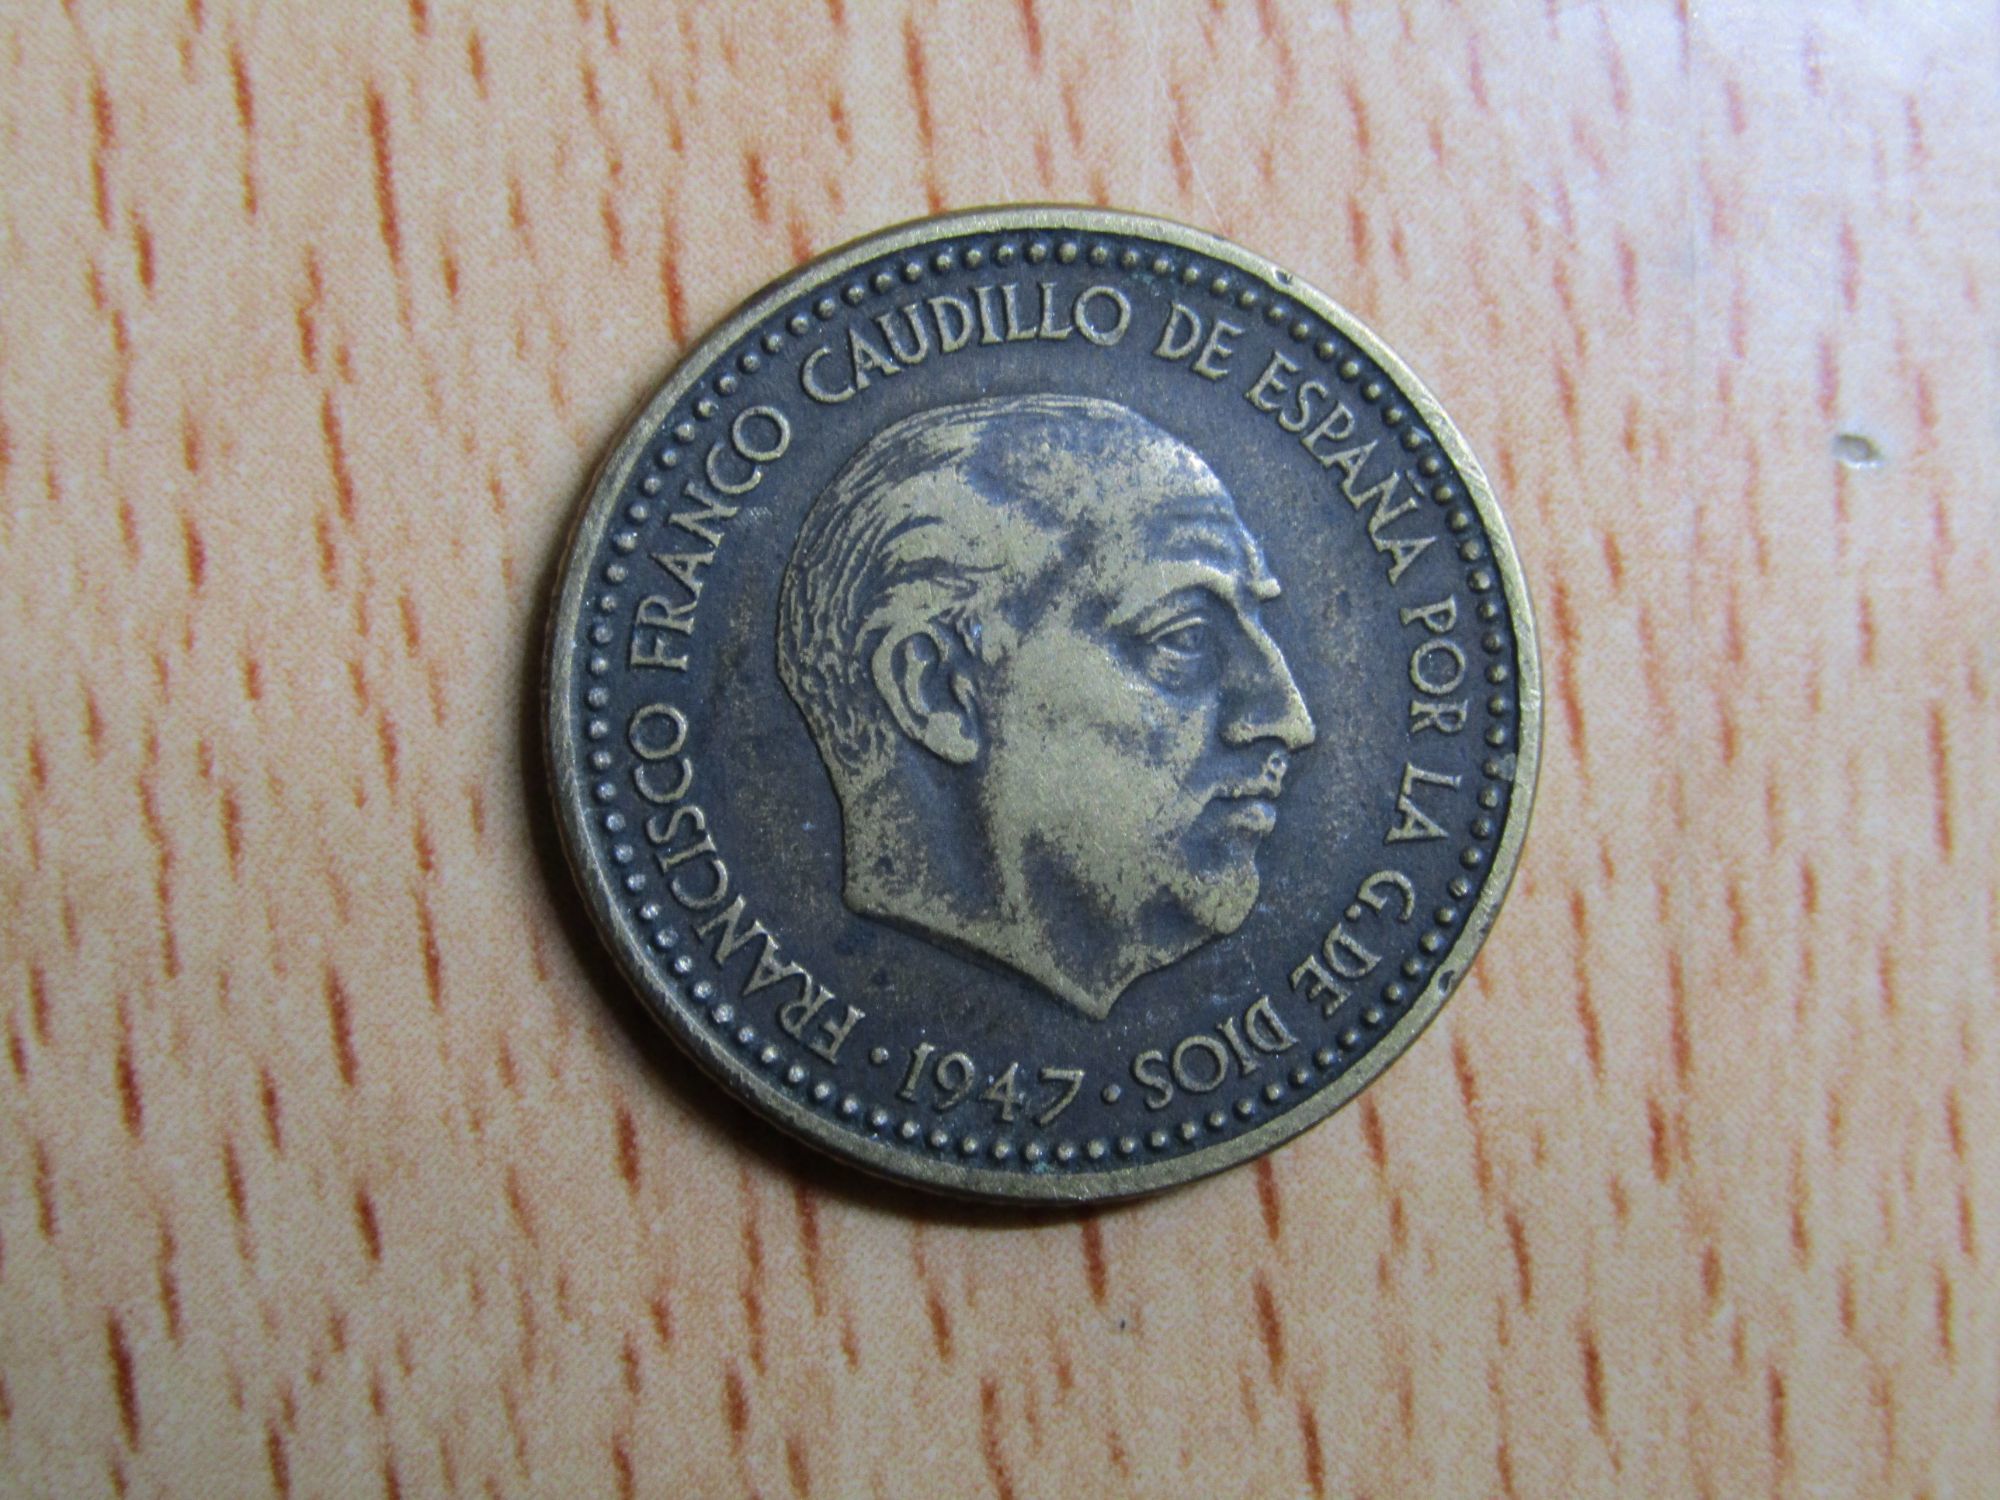 FRANCISCO FRANCO CAUDILLO DE ESPAÑA POR LA G. DE DIOS
· 1947 ·